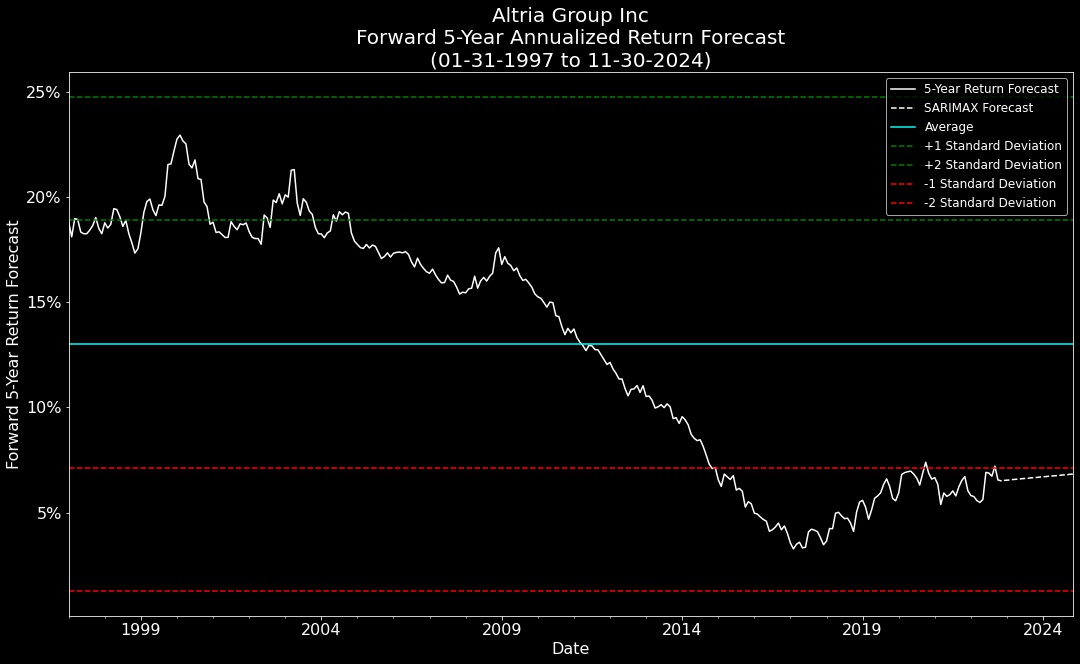 Altria Group Inc
Forward 5-Year Annualized Return Forecast
(01-31-1997 to 11-30-2024)
5-Year Return Forecast
SARIMAX Forecast
Average
+1 Standard Deviation
+2 Standard Deviation
-1 Standard Deviation
-2 Standard Deviation
Forward 5-Year Return Forecast
25%
20%
15%
10%
5%
1999 2004 2009 2014 2019 2024
Date